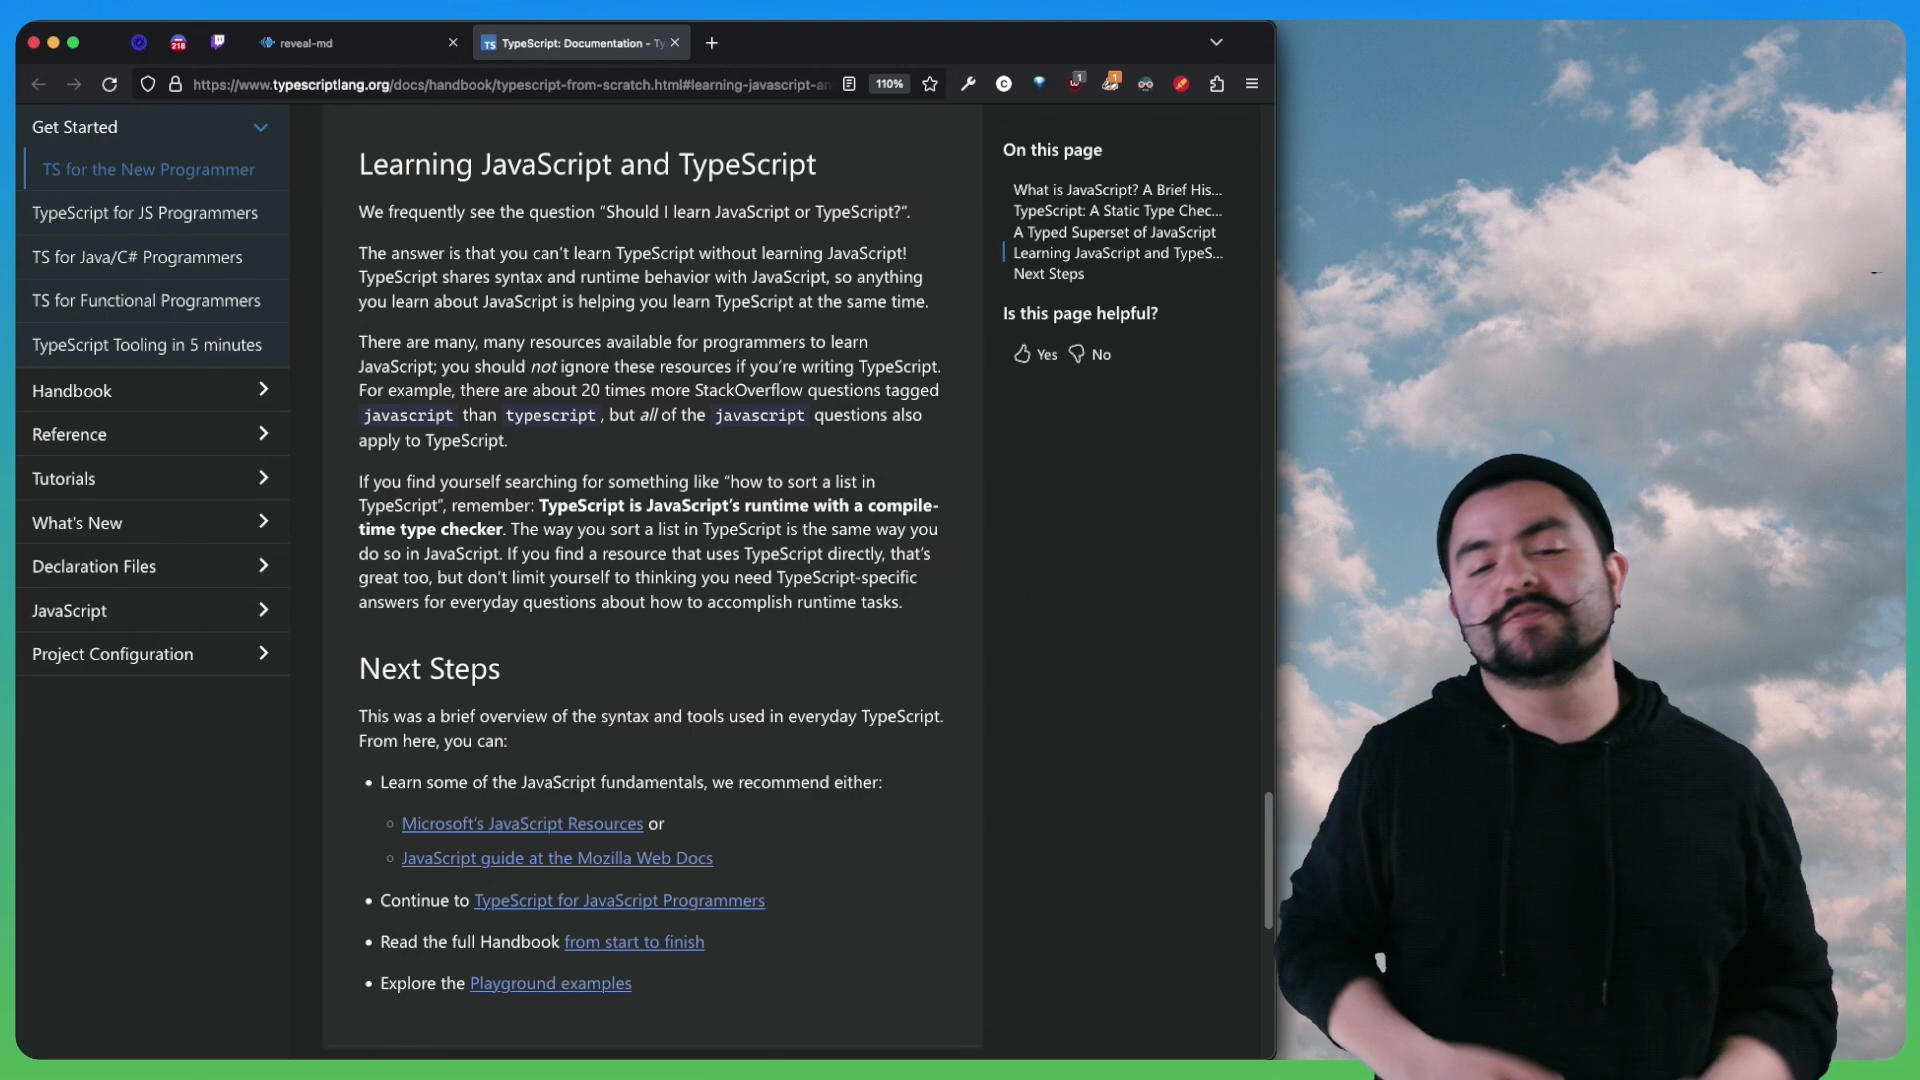 218
reveal-md
TS TypeScript: Documentation - Ty
https://www.typescriptlang.org/docs/handbook/typescript-from-scratch.html#learning-javascript-an
110%
C
1
1
Get Started
TS for the New Programmer
TypeScript for JS Programmers
TS for Java/C# Programmers
TS for Functional Programmers
TypeScript Tooling in 5 minutes
Handbook
Reference
Tutorials
What's New
Declaration Files
JavaScript
Project Configuration
Learning JavaScript and TypeScript
We frequently see the question “Should I learn JavaScript or TypeScript?“.
The answer is that you can’t learn TypeScript without learning JavaScript!
TypeScript shares syntax and runtime behavior with JavaScript, so anything
you learn about JavaScript is helping you learn TypeScript at the same time.
There are many, many resources available for programmers to learn
JavaScript; you should not ignore these resources if you’re writing TypeScript.
For example, there are about 20 times more StackOverflow questions tagged
javascript than typescript, but all of the javascript questions also
apply to TypeScript.
If you find yourself searching for something like “how to sort a list in
TypeScript”, remember: TypeScript is JavaScript’s runtime with a compile-
time type checker. The way you sort a list in TypeScript is the same way you
do so in JavaScript. If you find a resource that uses TypeScript directly, that’s
great too, but don’t limit yourself to thinking you need TypeScript-specific
answers for everyday questions about how to accomplish runtime tasks.
Next Steps
This was a brief overview of the syntax and tools used in everyday TypeScript.
From here, you can:
• Learn some of the JavaScript fundamentals, we recommend either:
◦ Microsoft’s JavaScript Resources or
◦ JavaScript guide at the Mozilla Web Docs
• Continue to TypeScript for JavaScript Programmers
• Read the full Handbook from start to finish
• Explore the Playground examples
On this page
What is JavaScript? A Brief His...
TypeScript: A Static Type Chec...
A Typed Superset of JavaScript
Learning JavaScript and TypeS...
Next Steps
Is this page helpful?
Yes No